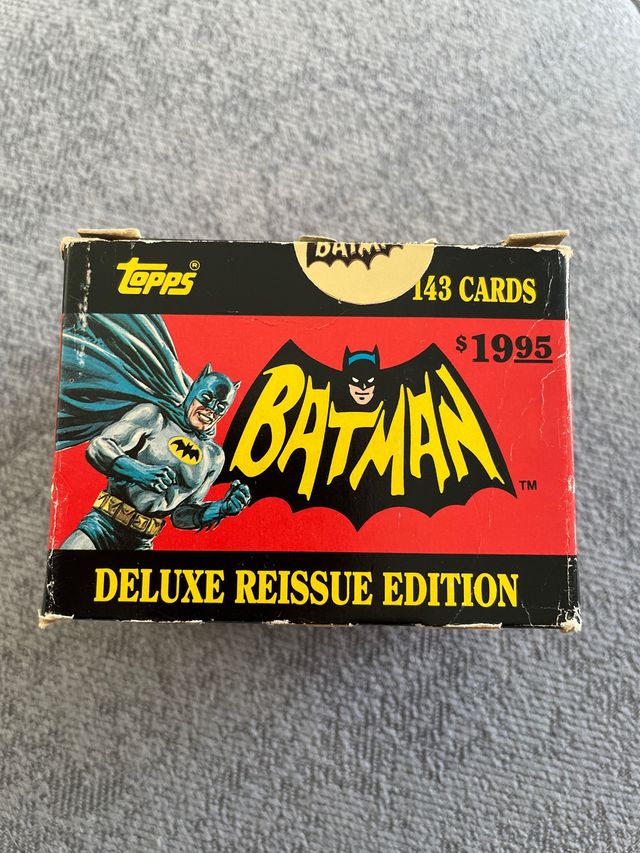 BATMAN
TOPPS®
143 CARDS
$1995
BATMAN
TM
DELUXE REISSUE EDITION